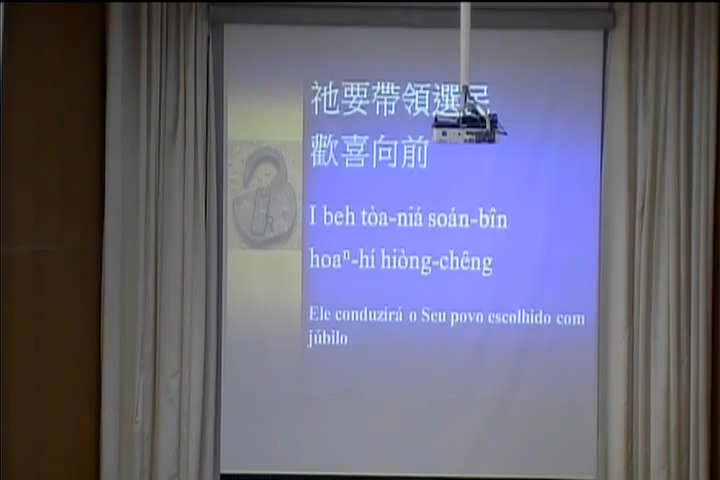 祂要帶領選民
歡喜向前
I beh tòa-niá soán-bîn
hoaⁿ-hí hiòng-chêng
Ele conduzirá o Seu povo escolhido com
júbilo